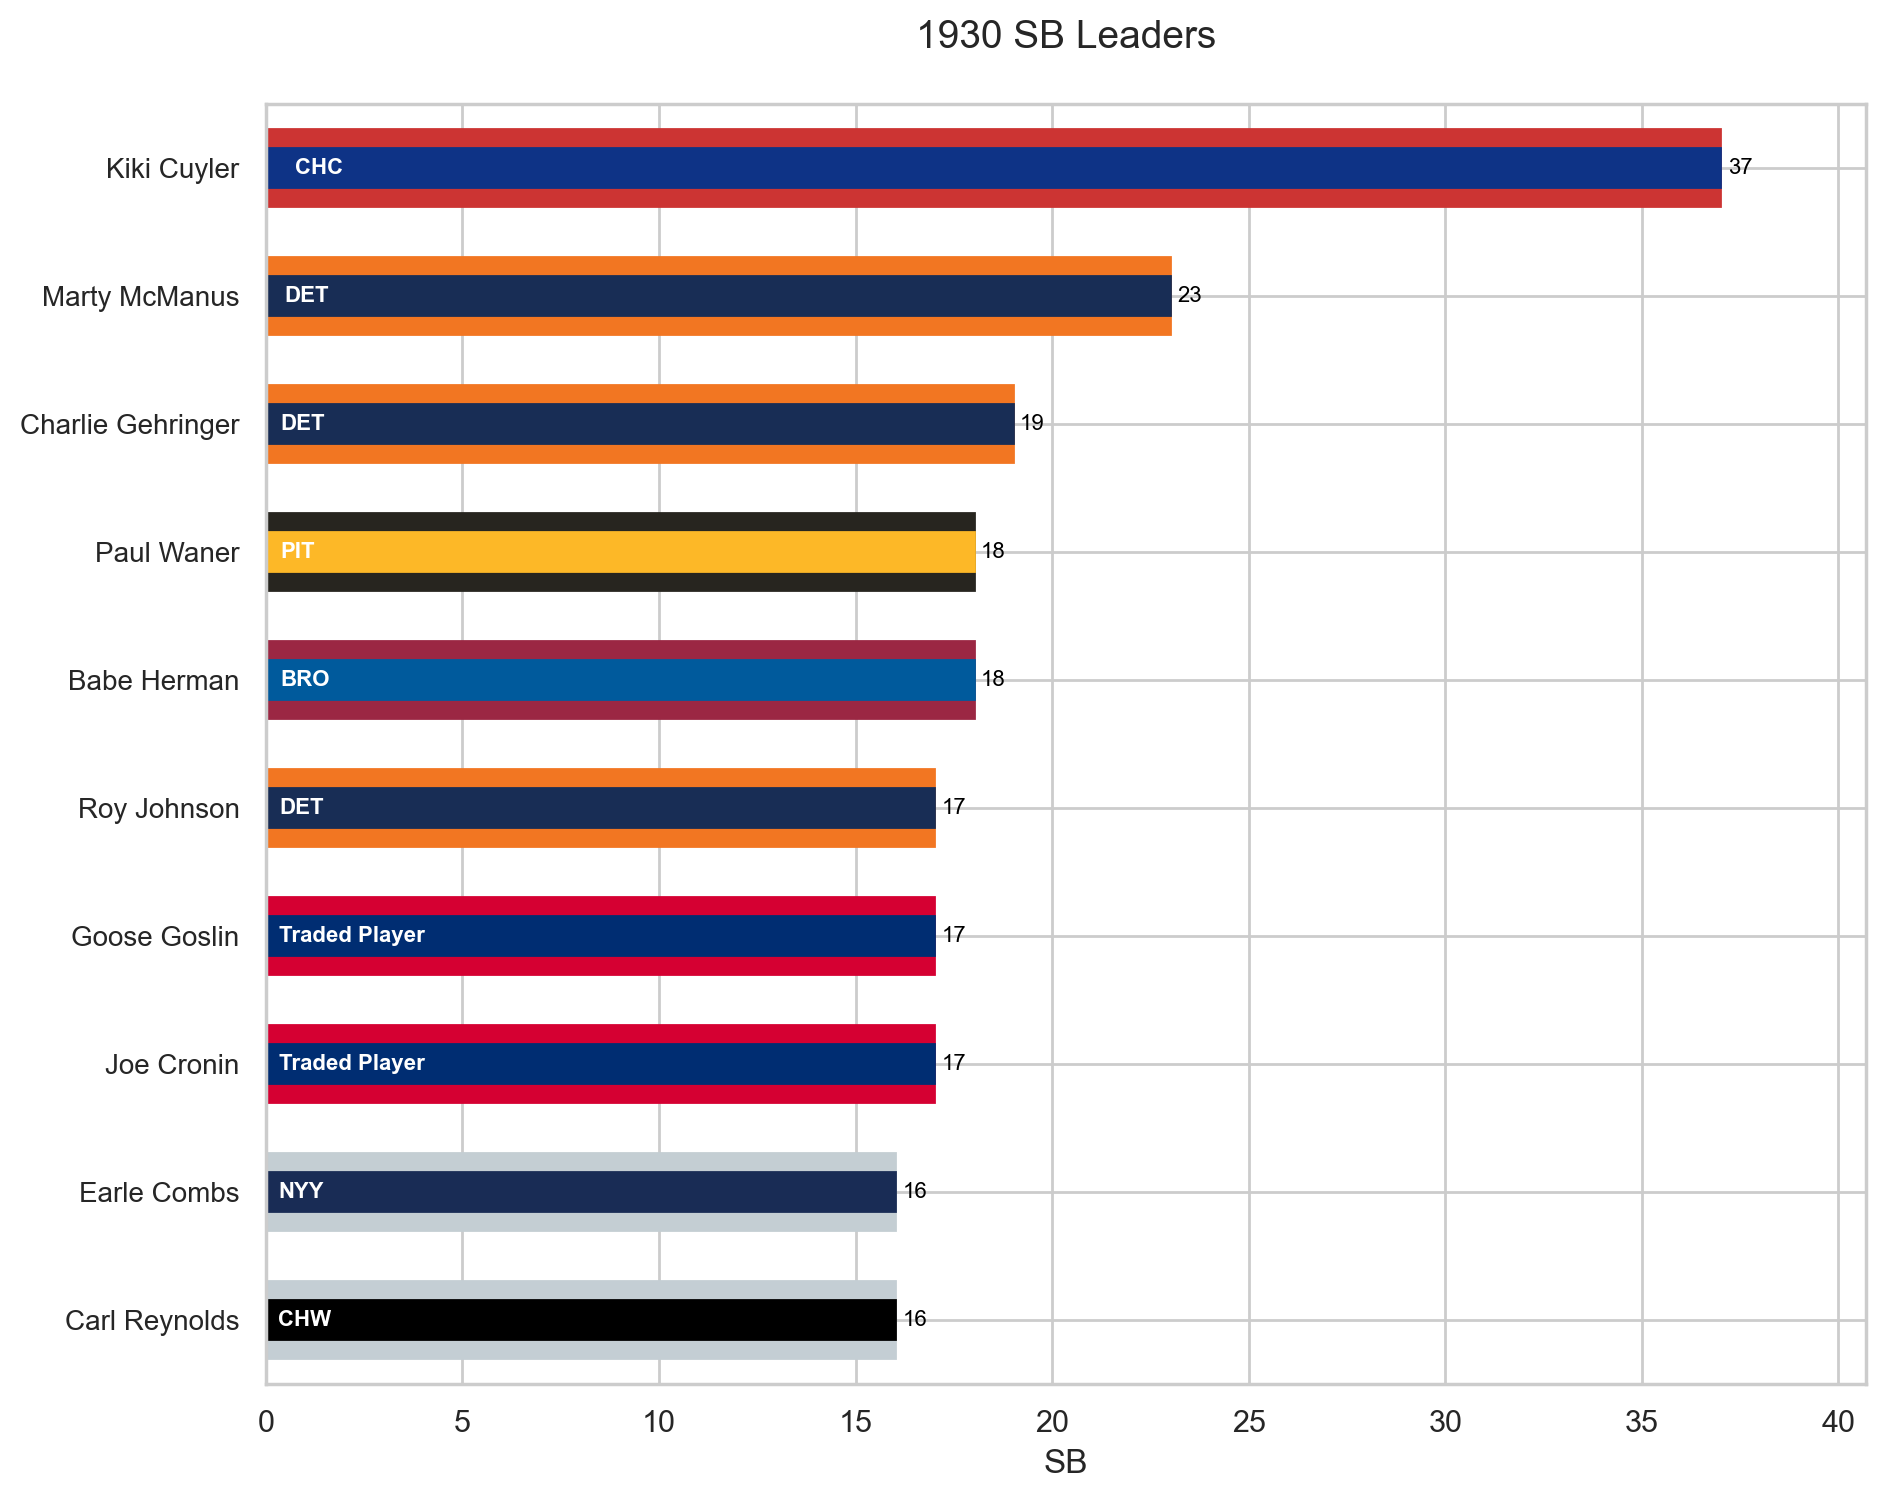 1930 SB Leaders
Kiki Cuyler CHC 37
Marty McManus DET 23
Charlie Gehringer DET 19
Paul Waner PIT 18
Babe Herman BRO 18
Roy Johnson DET 17
Goose Goslin Traded Player 17
Joe Cronin Traded Player 17
Earle Combs NYY 16
Carl Reynolds CHW 16
0 5 10 15 20 25 30 35 40
SB